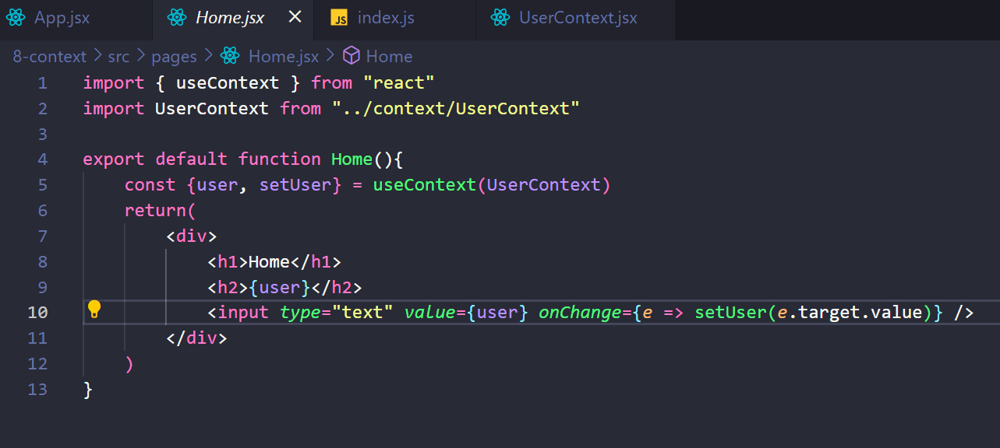 App.jsx Home.jsx JS index.js UserContext.jsx
8-context > src > pages > Home.jsx > Home
1 import { useContext } from "react"
2 import UserContext from "../context/UserContext"
3
4 export default function Home(){
5     const {user, setUser} = useContext(UserContext)
6     return(
7         <div>
8             <h1>Home</h1>
9             <h2>{user}</h2>
10             <input type="text" value={user} onChange={e => setUser(e.target.value)} />
11         </div>
12     )
13 }